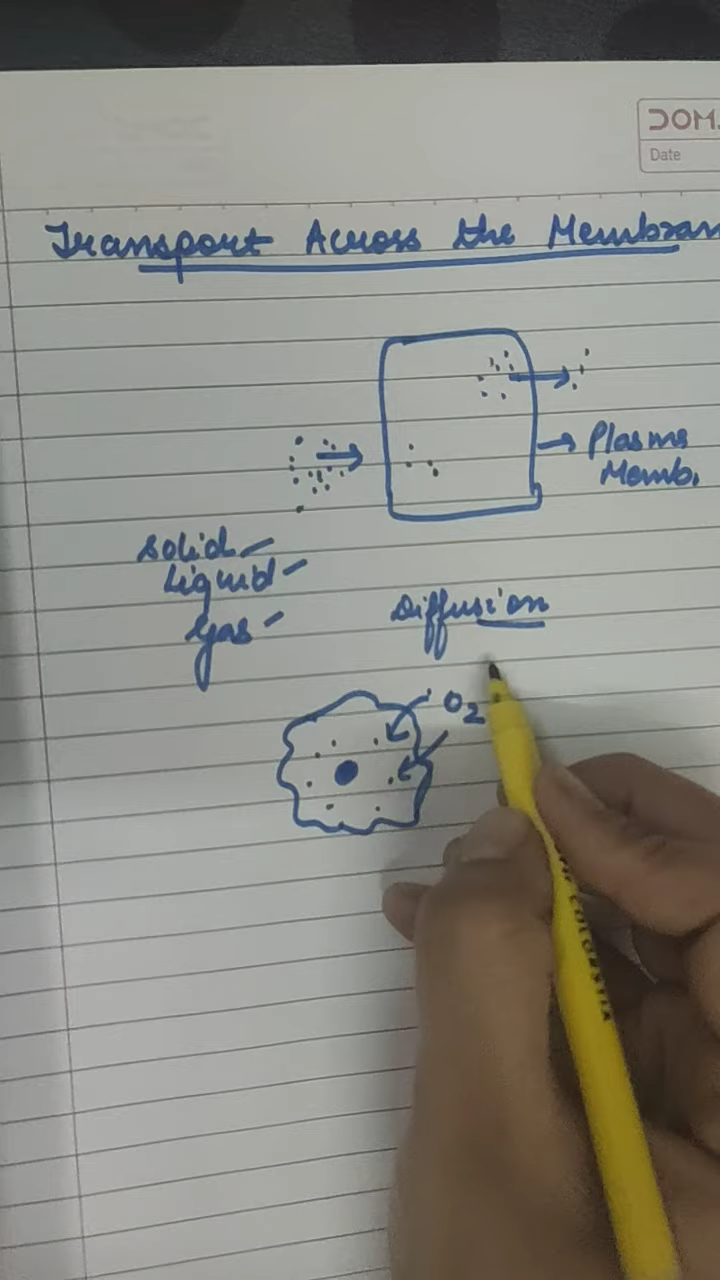 DOM
Date
Transport Across the Membran
Plasma
Memb.
Solid
Liquid
Gas
Diffusion
O2